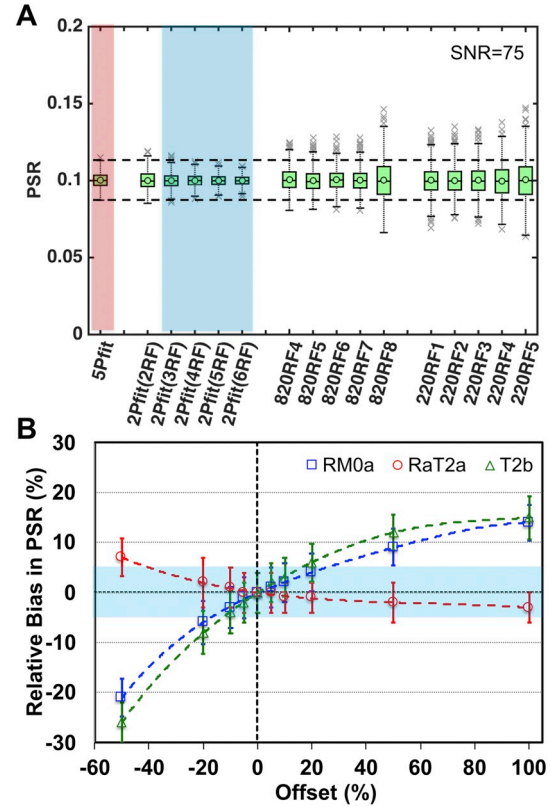 A
0.2
SNR=75
0.15
PSR
0.1
0.05
0
5Pfit
2Pfit(2RF)
2Pfit(3RF)
2Pfit(4RF)
2Pfit(5RF)
2Pfit(6RF)
820RF4
820RF5
820RF6
820RF7
820RF8
220RF1
220RF2
220RF3
220RF4
220RF5
B
30
RM0a RaT2a T2b
20
10
0
-10
-20
-30
Relative Bias in PSR (%)
-60 -40 -20 0 20 40 60 80 100
Offset (%)